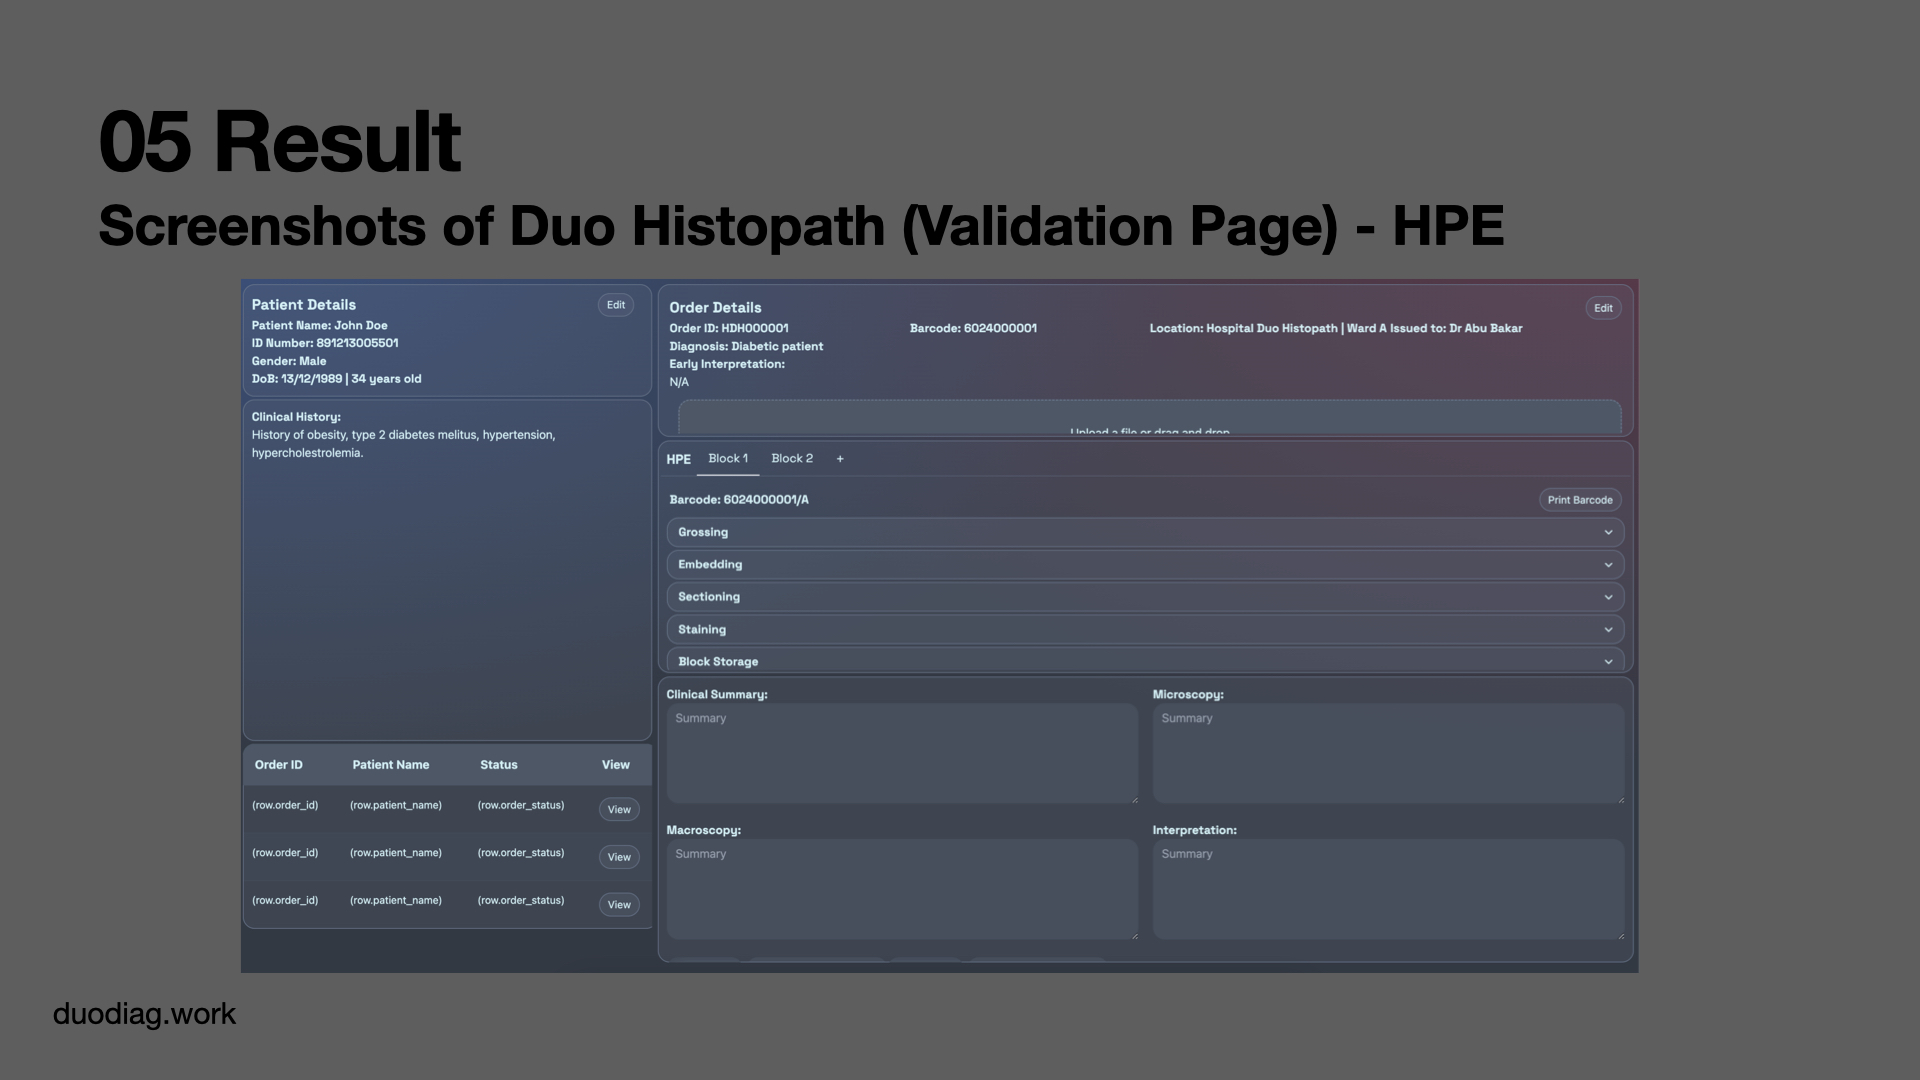 05 Result
Screenshots of Duo Histopath (Validation Page) - HPE
Patient Details
Edit
Patient Name: John Doe
ID Number: 891213005501
Gender: Male
DoB: 13/12/1989 | 34 years old
Clinical History:
History of obesity, type 2 diabetes melitus, hypertension,
hypercholestrolemia.
Order ID Patient Name Status View
(row.order_id) (row.patient_name) (row.order_status) View
(row.order_id) (row.patient_name) (row.order_status) View
(row.order_id) (row.patient_name) (row.order_status) View
Order Details
Edit
Order ID: HDH000001 Barcode: 6024000001 Location: Hospital Duo Histopath | Ward A Issued to: Dr Abu Bakar
Diagnosis: Diabetic patient
Early Interpretation:
N/A
Upload a file or drag and drop
HPE Block 1 Block 2 +
Barcode: 6024000001/A Print Barcode
Grossing
Embedding
Sectioning
Staining
Block Storage
Clinical Summary: Microscopy:
Summary Summary
Macroscopy: Interpretation:
Summary Summary
duodiag.work